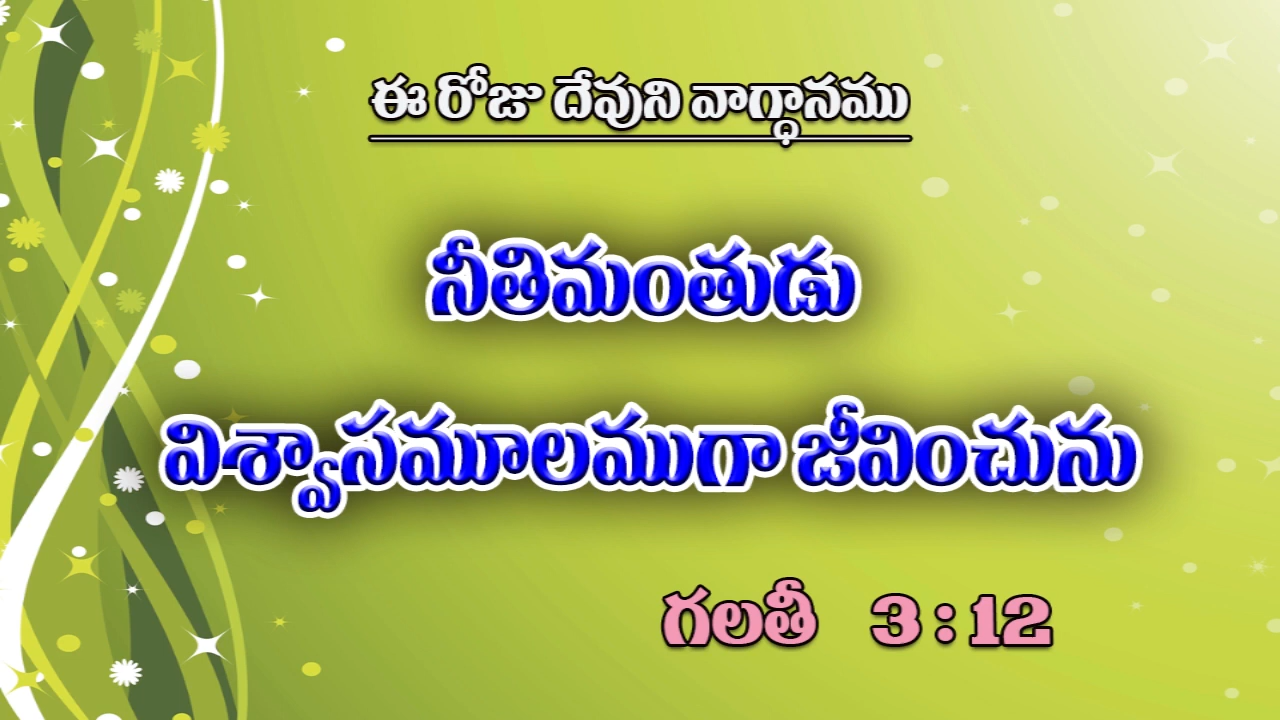 ఈ రోజు దేవుని వాగ్ధానము
నీతిమంతుడు
విశ్వాసమూలముగా జీవించును
గలతీ 3 : 12